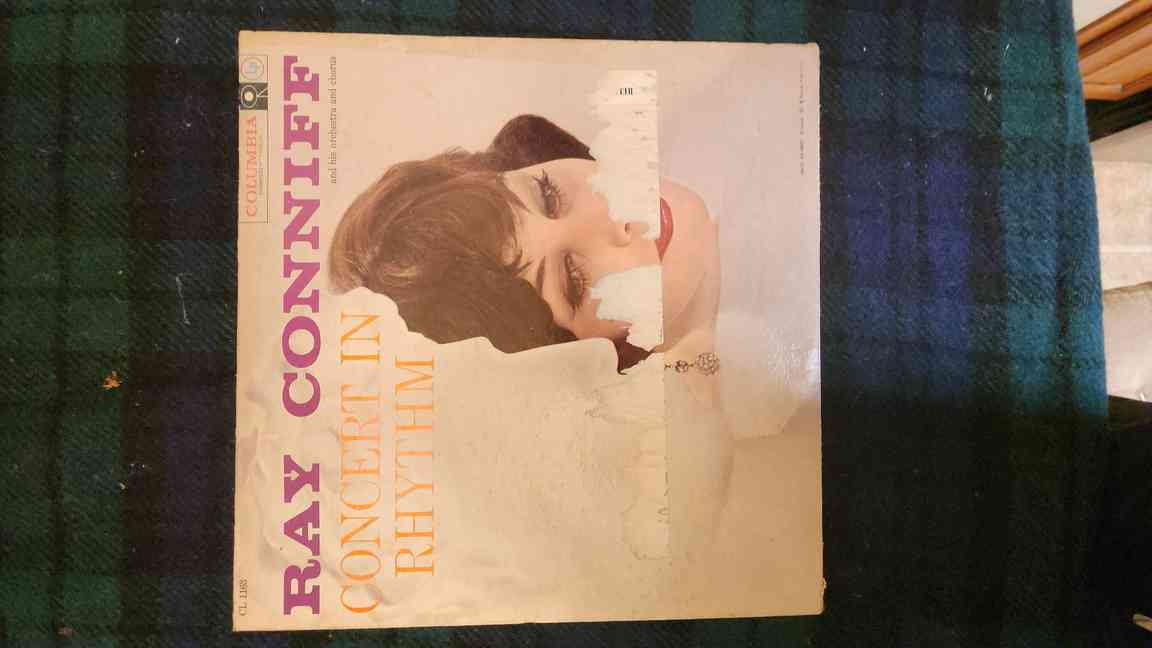 CL 1163
COLUMBIA
RAY CONNIFF
and his orchestra and chorus
CONCERT IN
RHYTHM